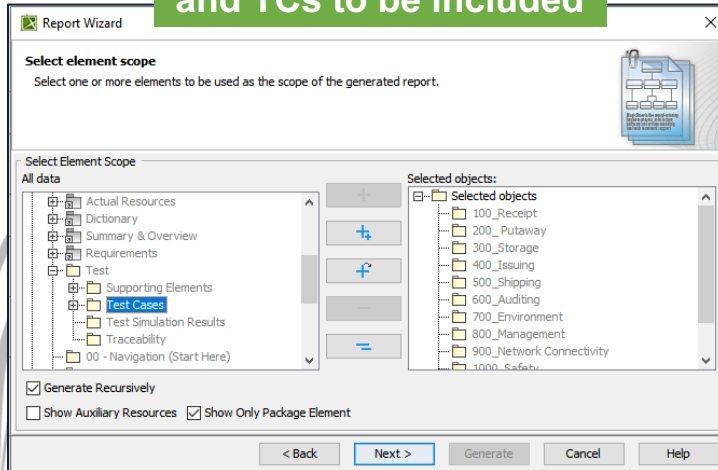 and TCs to be included
Report Wizard
Select element scope
Select one or more elements to be used as the scope of the generated report.
Select Element Scope
All data
Actual Resources
Dictionary
Summary & Overview
Requirements
Test
Supporting Elements
Test Cases
Test Simulation Results
Traceability
00 - Navigation (Start Here)
Selected objects:
Selected objects
100_Receipt
200_ Putaway
300_Storage
400_Issuing
500_Shipping
600_Auditing
700_Environment
800_Management
900_Network Connectivity
1000_Safety
Generate Recursively
Show Auxiliary Resources Show Only Package Element
< Back Next > Generate Cancel Help